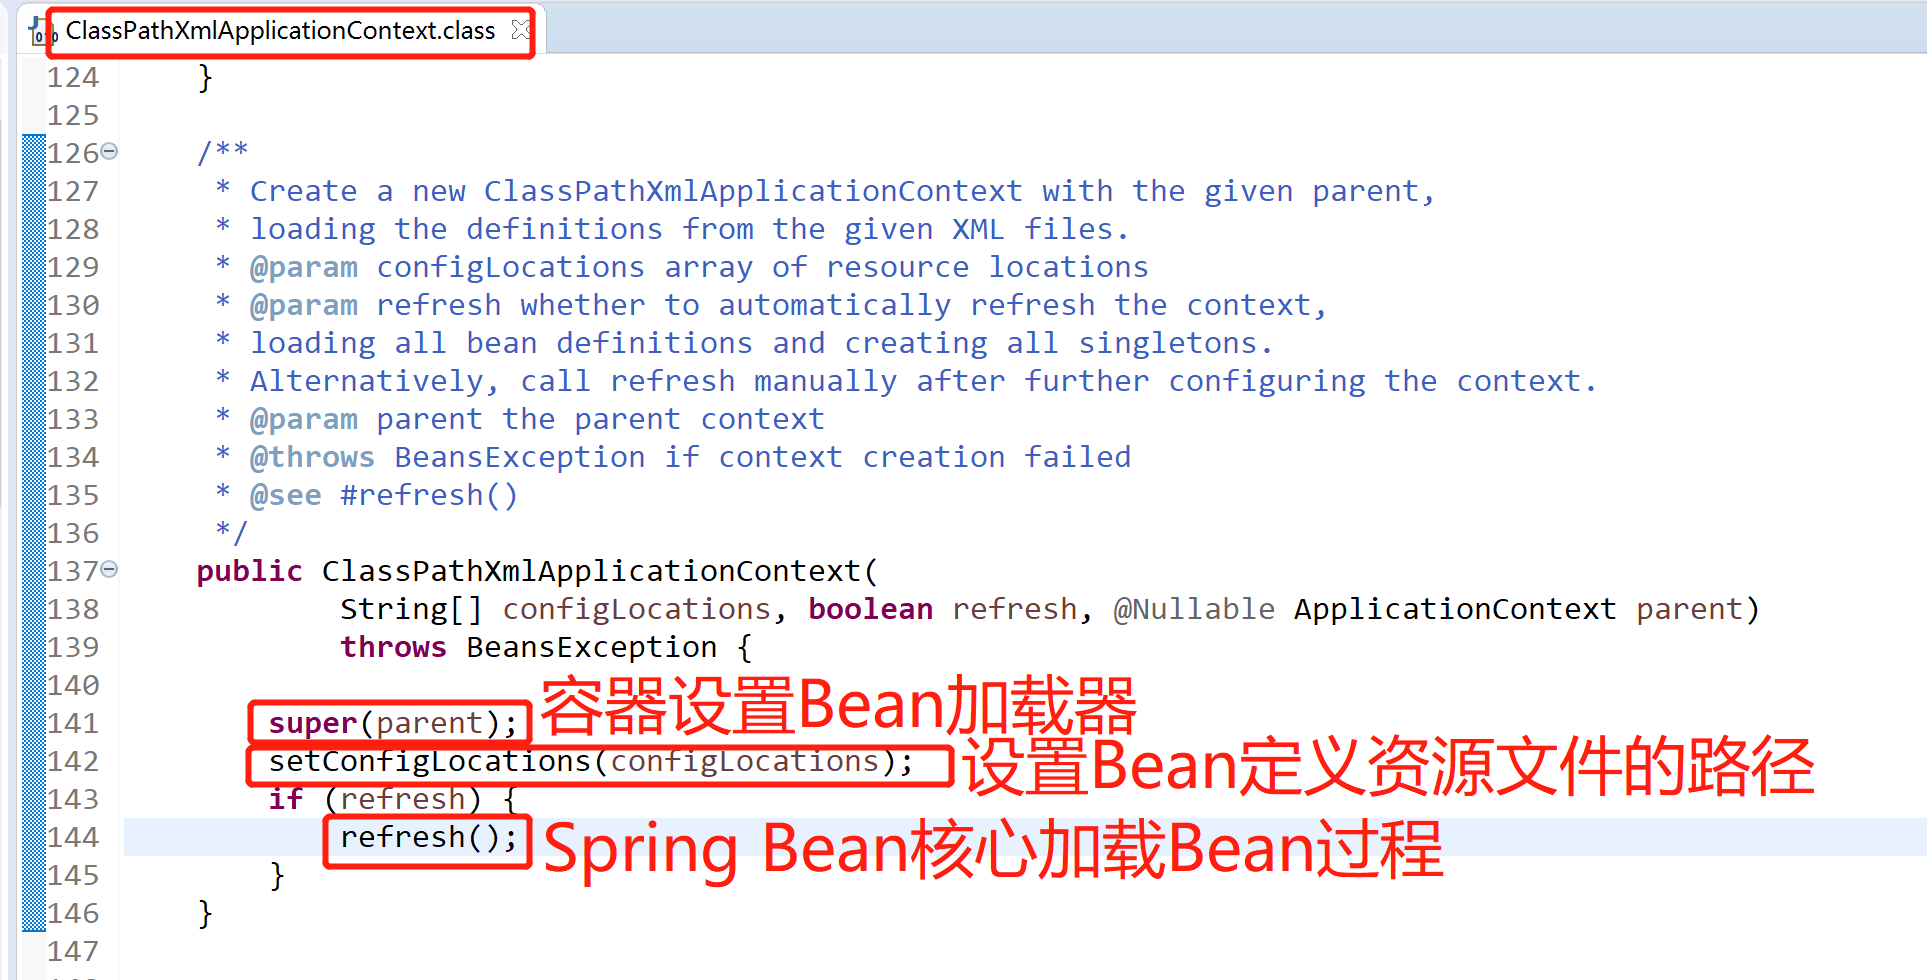 ClassPathXmlApplicationContext.class
124 }
125
126 /**
127 * Create a new ClassPathXmlApplicationContext with the given parent,
128 * loading the definitions from the given XML files.
129 * @param configLocations array of resource locations
130 * @param refresh whether to automatically refresh the context,
131 * loading all bean definitions and creating all singletons.
132 * Alternatively, call refresh manually after further configuring the context.
133 * @param parent the parent context
134 * @throws BeansException if context creation failed
135 * @see #refresh()
136 */
137 public ClassPathXmlApplicationContext(
138 String[] configLocations, boolean refresh, @Nullable ApplicationContext parent)
139 throws BeansException {
140
141 super(parent); 容器设置Bean加载器
142 setConfigLocations(configLocations); 设置Bean定义资源文件的路径
143 if (refresh) {
144 refresh(); Spring Bean核心加载Bean过程
145 }
146 }
147